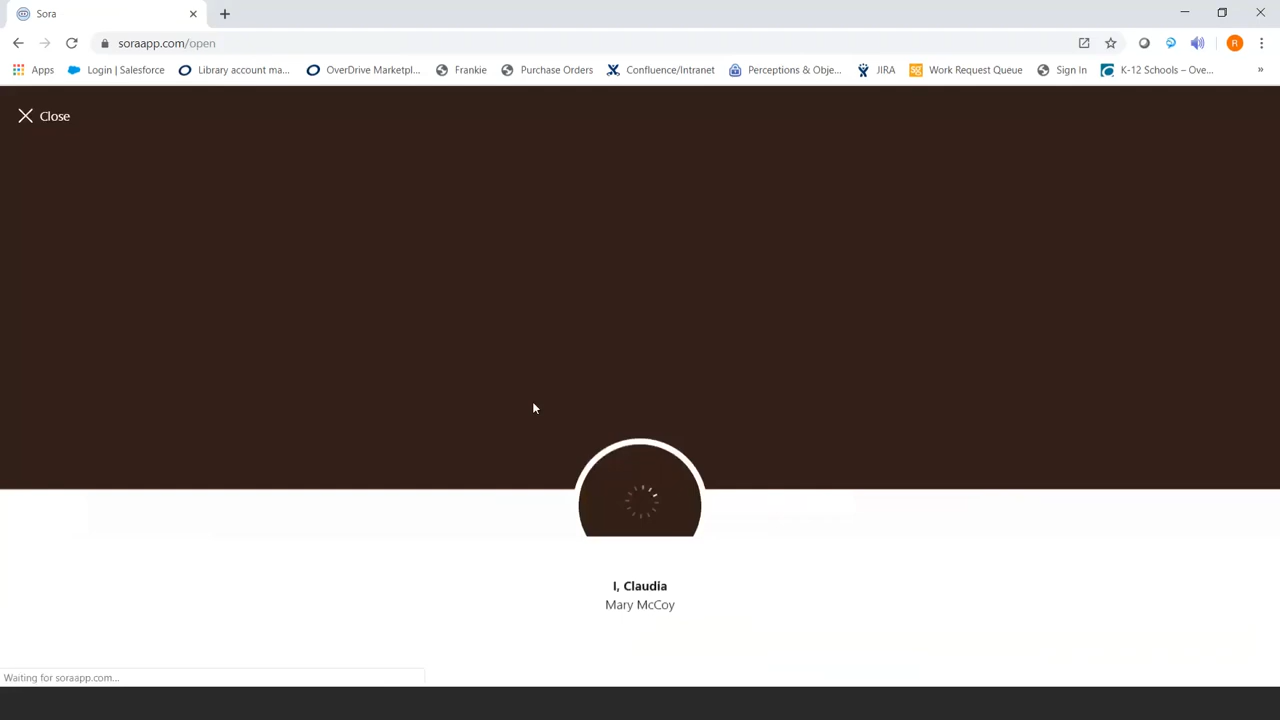 Sora
soraapp.com/open
R
Apps Login | Salesforce Library account ma... OverDrive Marketpl... Frankie Purchase Orders Confluence/Intranet Perceptions & Obje... JIRA sg Work Request Queue Sign In K-12 Schools – Ove... »
Close
I, Claudia
Mary McCoy
Waiting for soraapp.com...